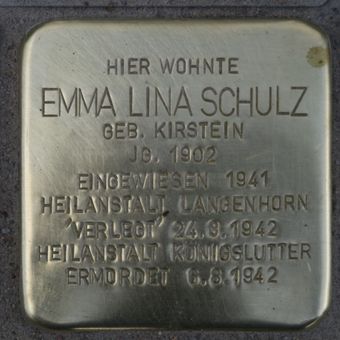 HIER WOHNTE
EMMA LINA SCHULZ
GEB. KIRSTEIN
JG. 1902
EINGEWIESEN 1941
HEILANSTALT LANGENHORN
'VERLEGT' 24.3.1942
HEILANSTALT KÖNIGSLUTTER
ERMORDET 6.8.1942